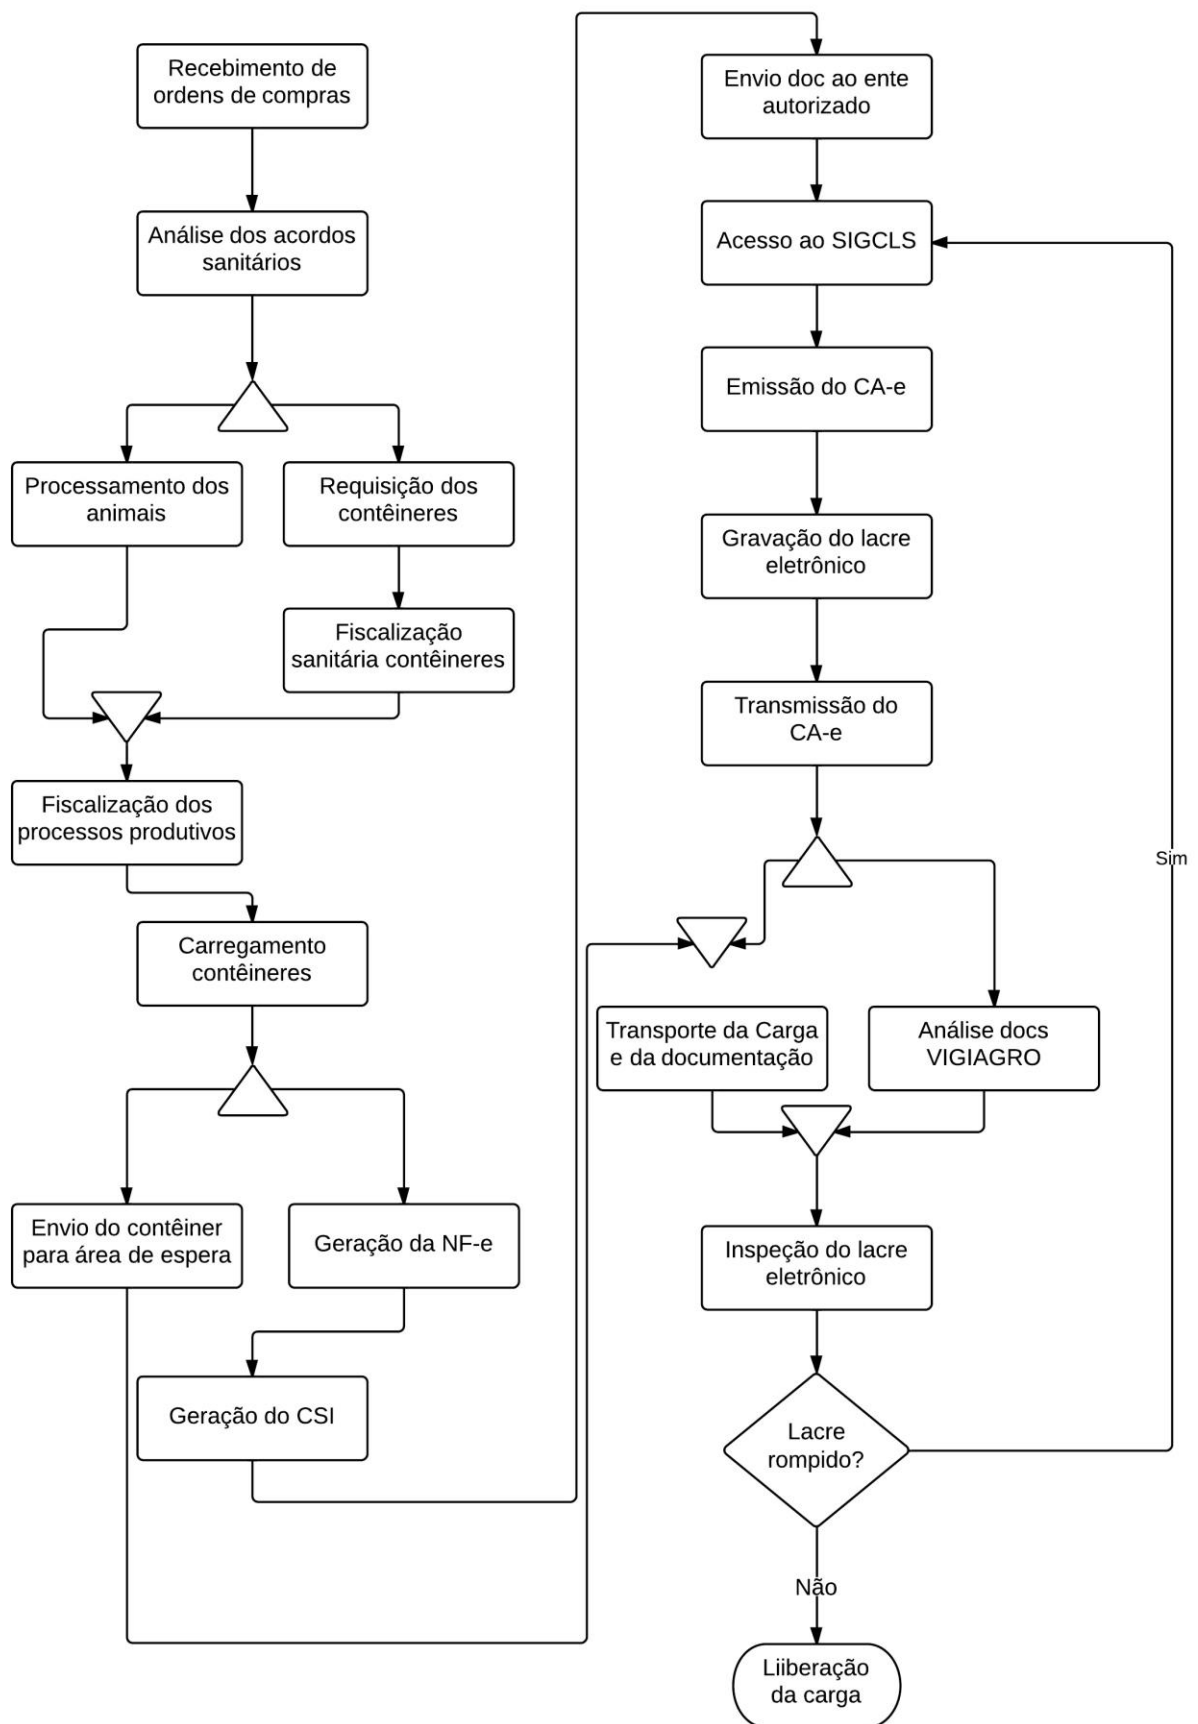 Recebimento de
ordens de compras
Análise dos acordos
sanitários
Processamento dos
animais
Requisição dos
contêineres
Fiscalização
sanitária contêineres
Fiscalização dos
processos produtivos
Carregamento
contêineres
Envio do contêiner
para área de espera
Geração da NF-e
Geração do CSI
Envio doc ao ente
autorizado
Acesso ao SIGCLS
Emissão do CA-e
Gravação do lacre
eletrônico
Transmissão do
CA-e
Transporte da Carga
e da documentação
Análise docs
VIGIAGRO
Inspeção do lacre
eletrônico
Lacre
rompido?
Sim
Não
Liiberação
da carga